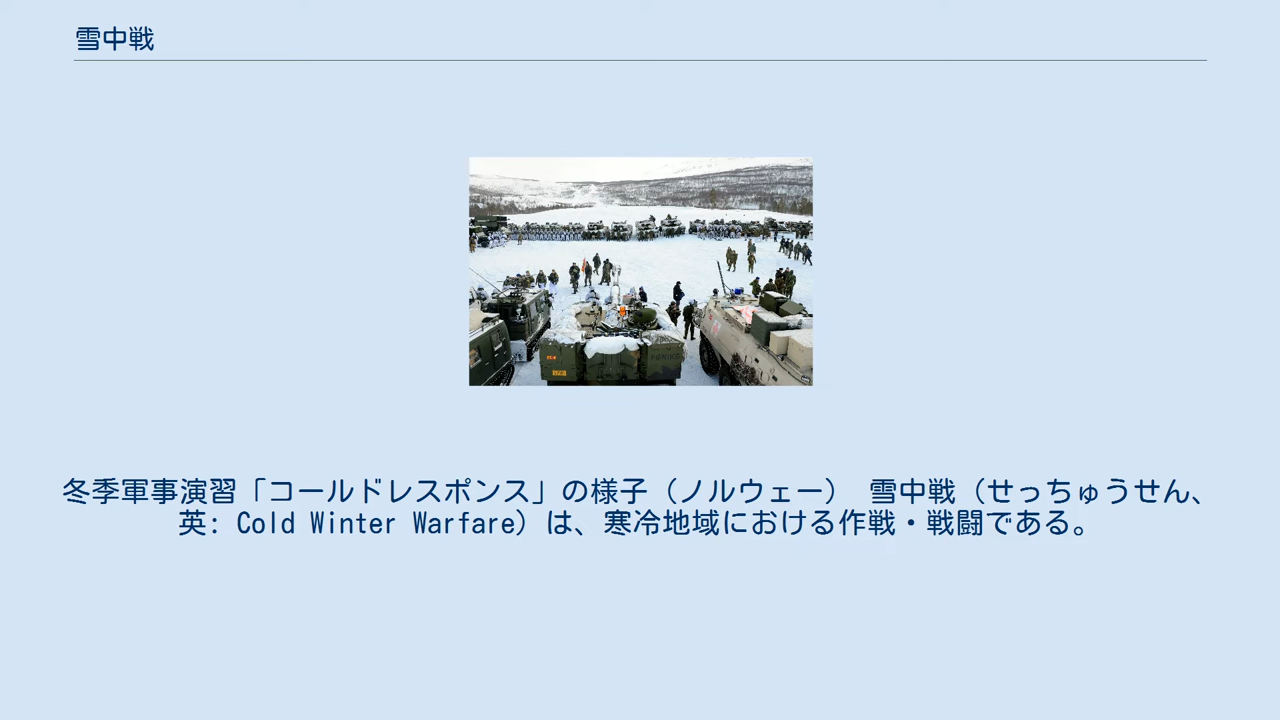 雪中戦
冬季軍事演習「コールドレスポンス」の様子（ノルウェー） 雪中戦（せっちゅうせん、
英: Cold Winter Warfare）は、寒冷地域における作戦・戦闘である。